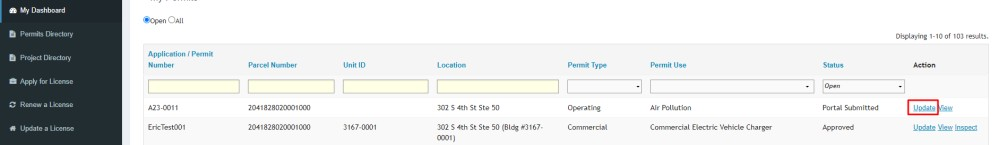 My Dashboard
Permits Directory
Project Directory
Apply for License
Renew a License
Update a License
Open All
Displaying 1-10 of 103 results.
Application / Permit Number Parcel Number Unit ID Location Permit Type Permit Use Status Action
Open
A23-0011 2041828020001000 302 S 4th St Ste 50 Operating Air Pollution Portal Submitted Update View
EricTest001 2041828020001000 3167-0001 302 S 4th St Ste 50 (Bldg #3167-0001) Commercial Commercial Electric Vehicle Charger Approved Update View Inspect